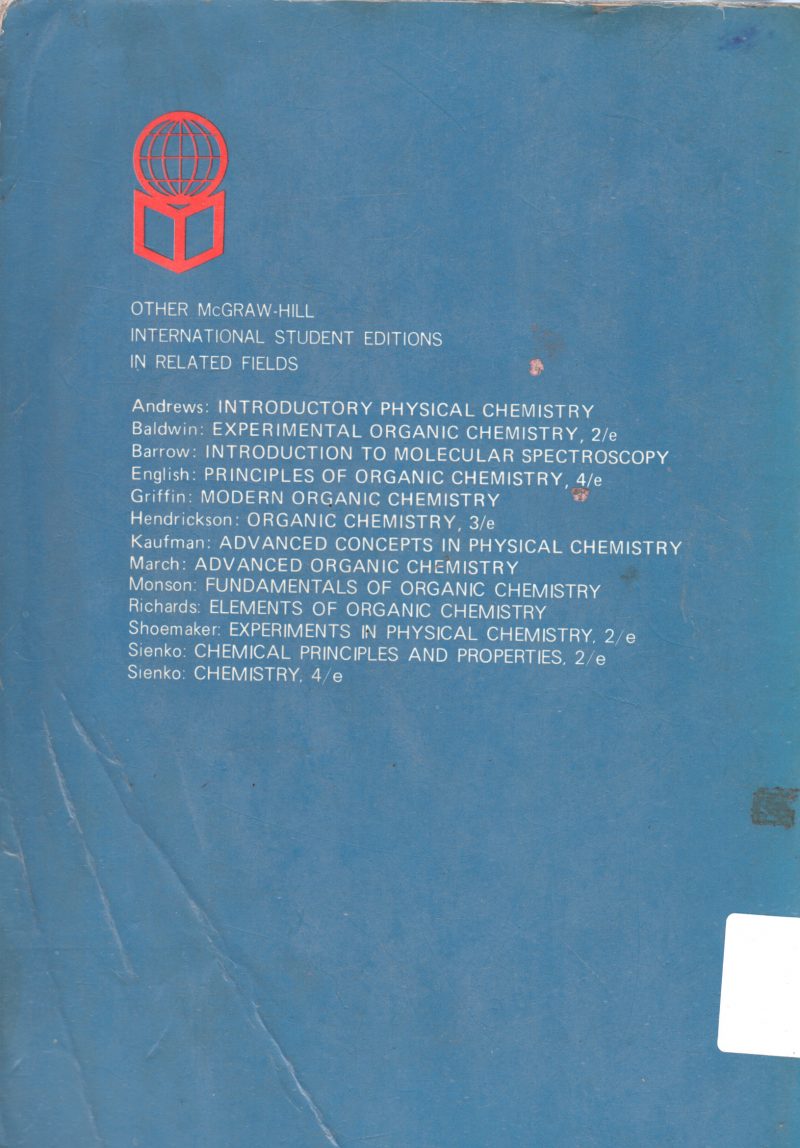 OTHER McGRAW-HILL
INTERNATIONAL STUDENT EDITIONS
IN RELATED FIELDS
Andrews: INTRODUCTORY PHYSICAL CHEMISTRY
Baldwin: EXPERIMENTAL ORGANIC CHEMISTRY, 2/e
Barrow: INTRODUCTION TO MOLECULAR SPECTROSCOPY
English: PRINCIPLES OF ORGANIC CHEMISTRY, 4/e
Griffin: MODERN ORGANIC CHEMISTRY
Hendrickson: ORGANIC CHEMISTRY, 3/e
Kaufman: ADVANCED CONCEPTS IN PHYSICAL CHEMISTRY
March: ADVANCED ORGANIC CHEMISTRY
Monson: FUNDAMENTALS OF ORGANIC CHEMISTRY
Richards: ELEMENTS OF ORGANIC CHEMISTRY
Shoemaker: EXPERIMENTS IN PHYSICAL CHEMISTRY, 2/e
Sienko: CHEMICAL PRINCIPLES AND PROPERTIES, 2/e
Sienko: CHEMISTRY, 4/e